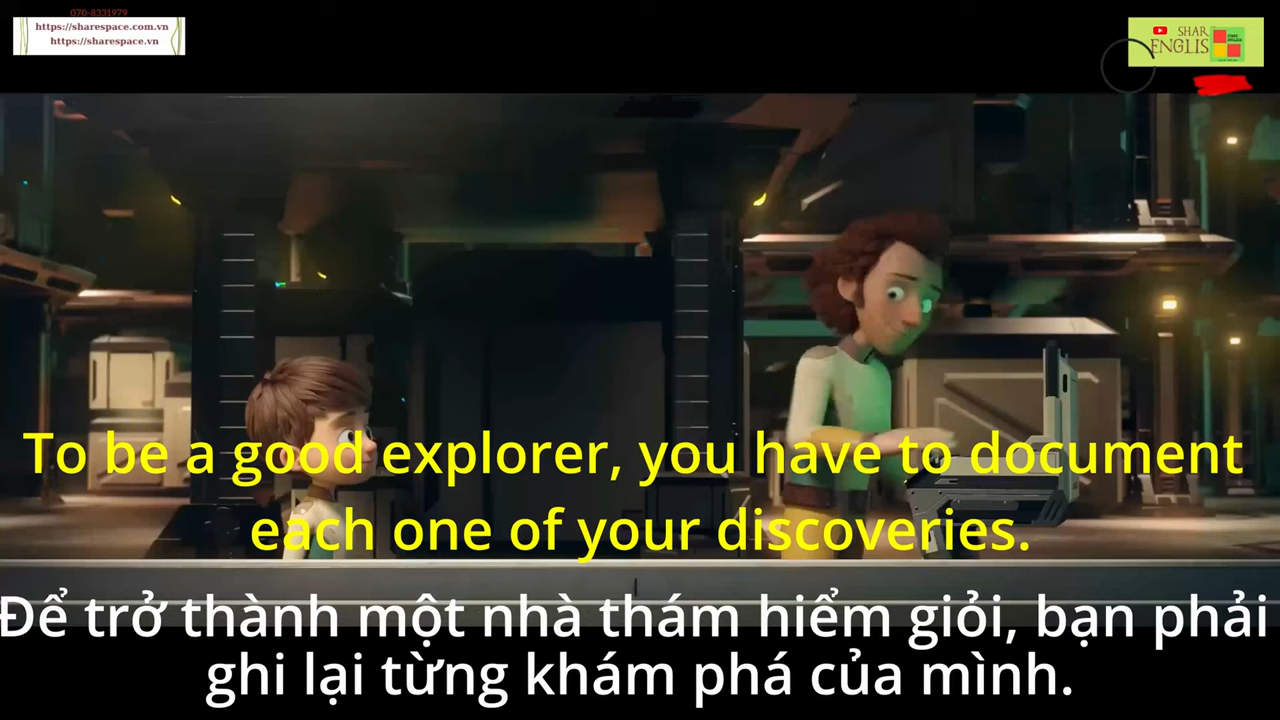 070-8331979
https://sharespace.com.vn
https://sharespace.vn
SHAR
ENGLIS
To be a good explorer, you have to document
each one of your discoveries.
Để trở thành một nhà thám hiểm giỏi, bạn phải
ghi lại từng khám phá của mình.